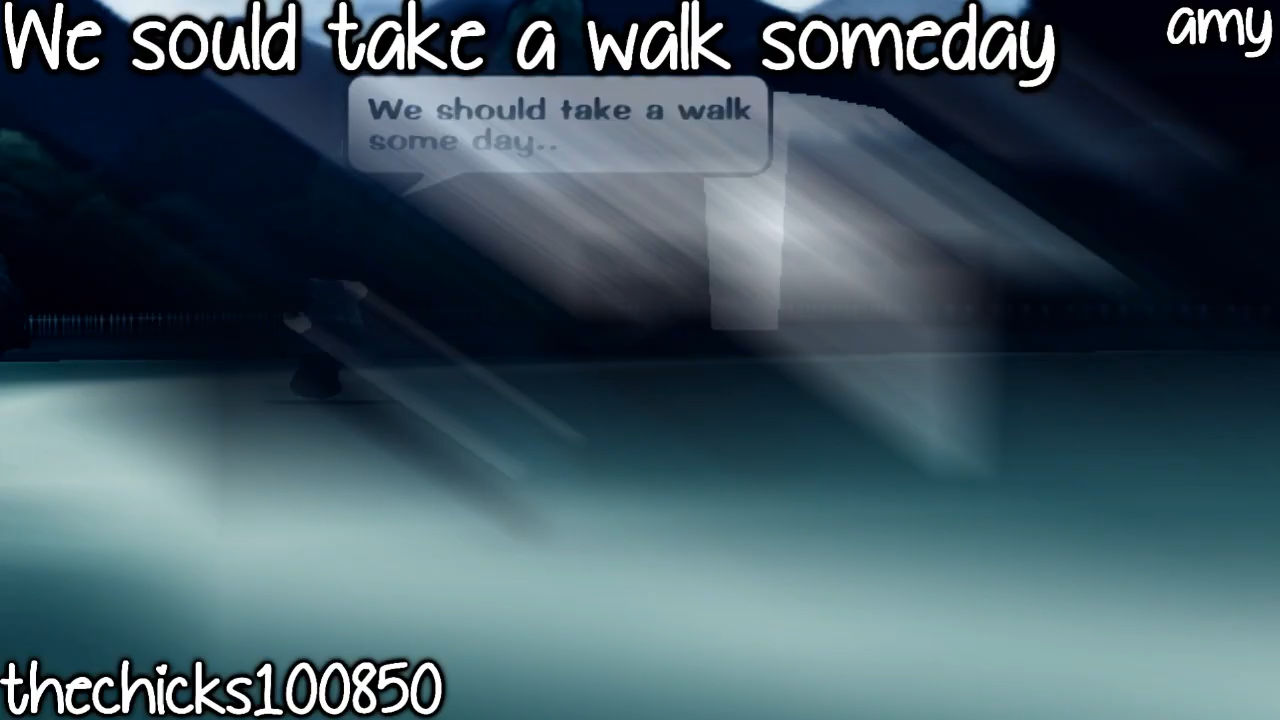 We sould take a walk someday
amy
We should take a walk
some day..
thechicks100850